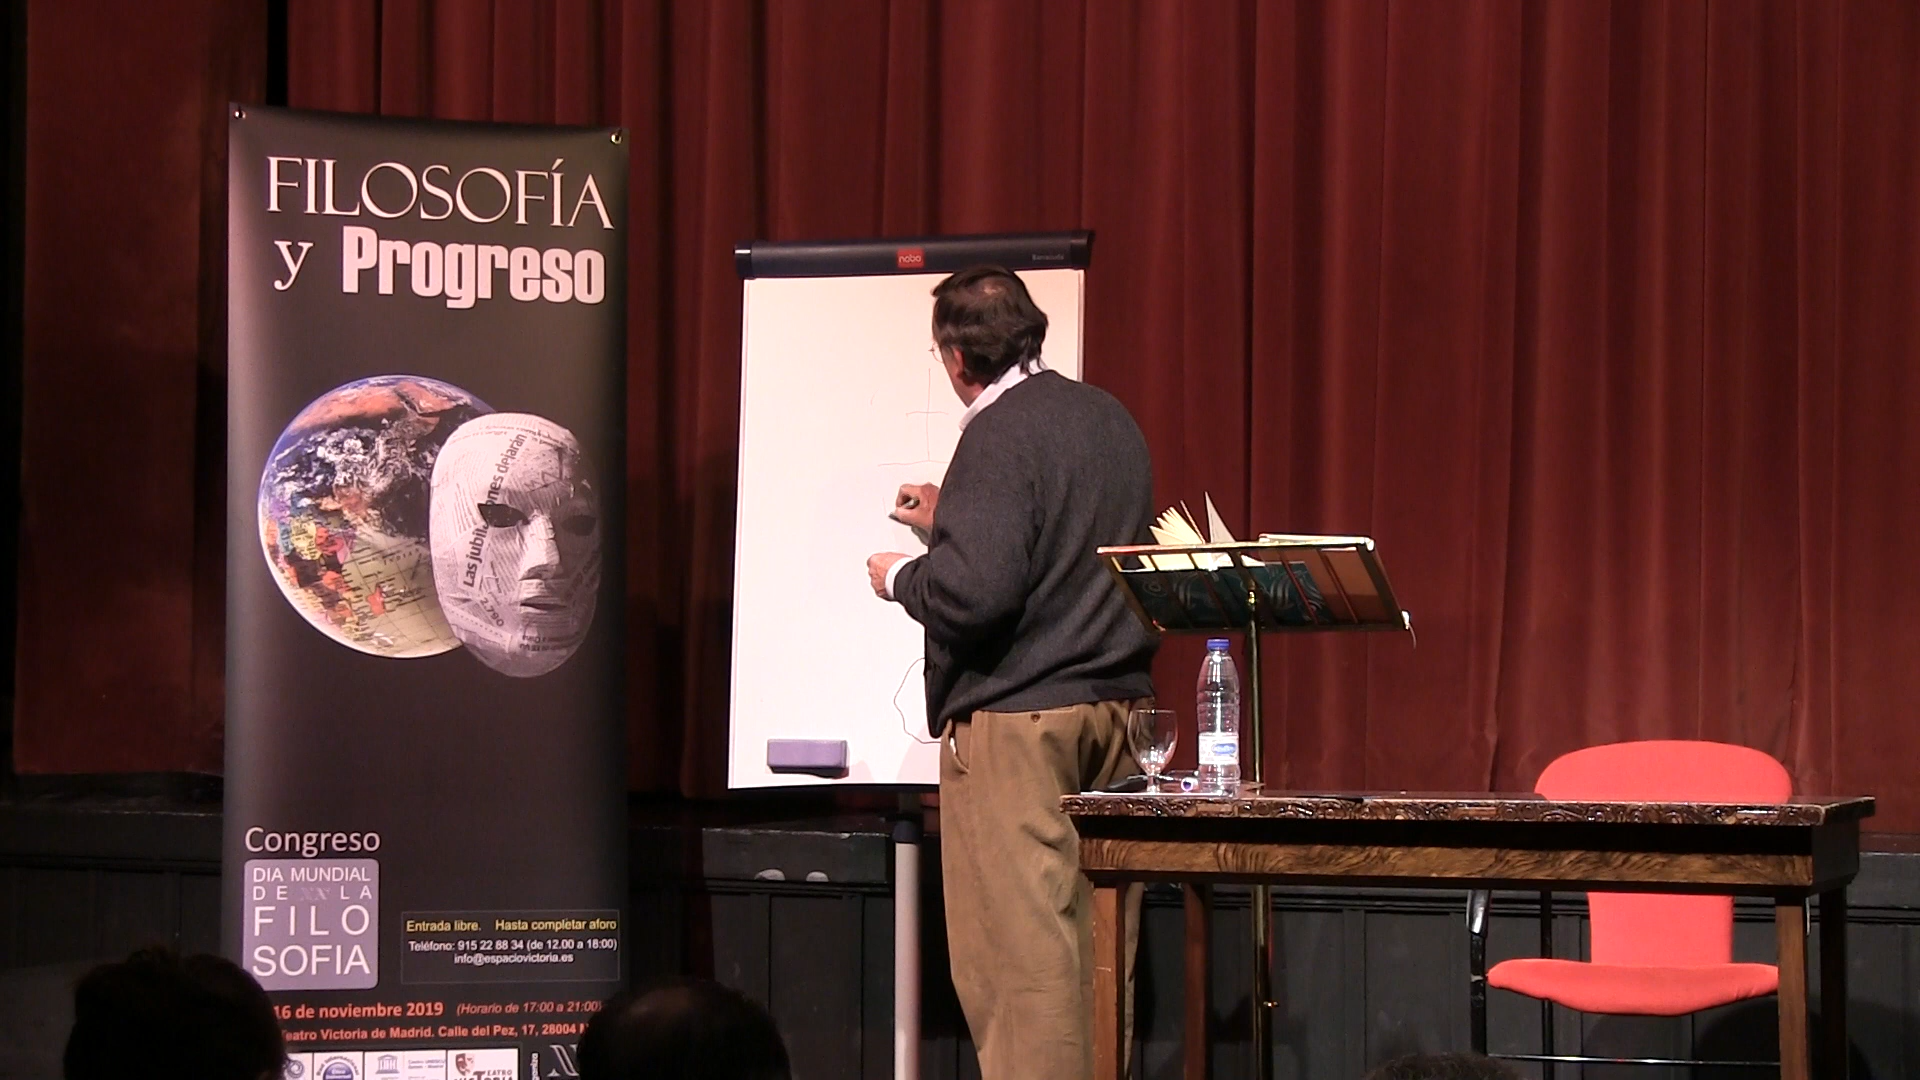 FILOSOFÍA
y Progreso
nobo
Las jubilaciones dejarán
Congreso
DIA MUNDIAL
DE XX LA
FILO
SOFIA
Entrada libre. Hasta completar aforo
Teléfono: 915 22 88 34 (de 12.00 a 18:00)
info@espaciovictoria.es
16 de noviembre 2019 (Horario de 17:00 a 21:00)
Teatro Victoria de Madrid. Calle del Pez, 17, 28004